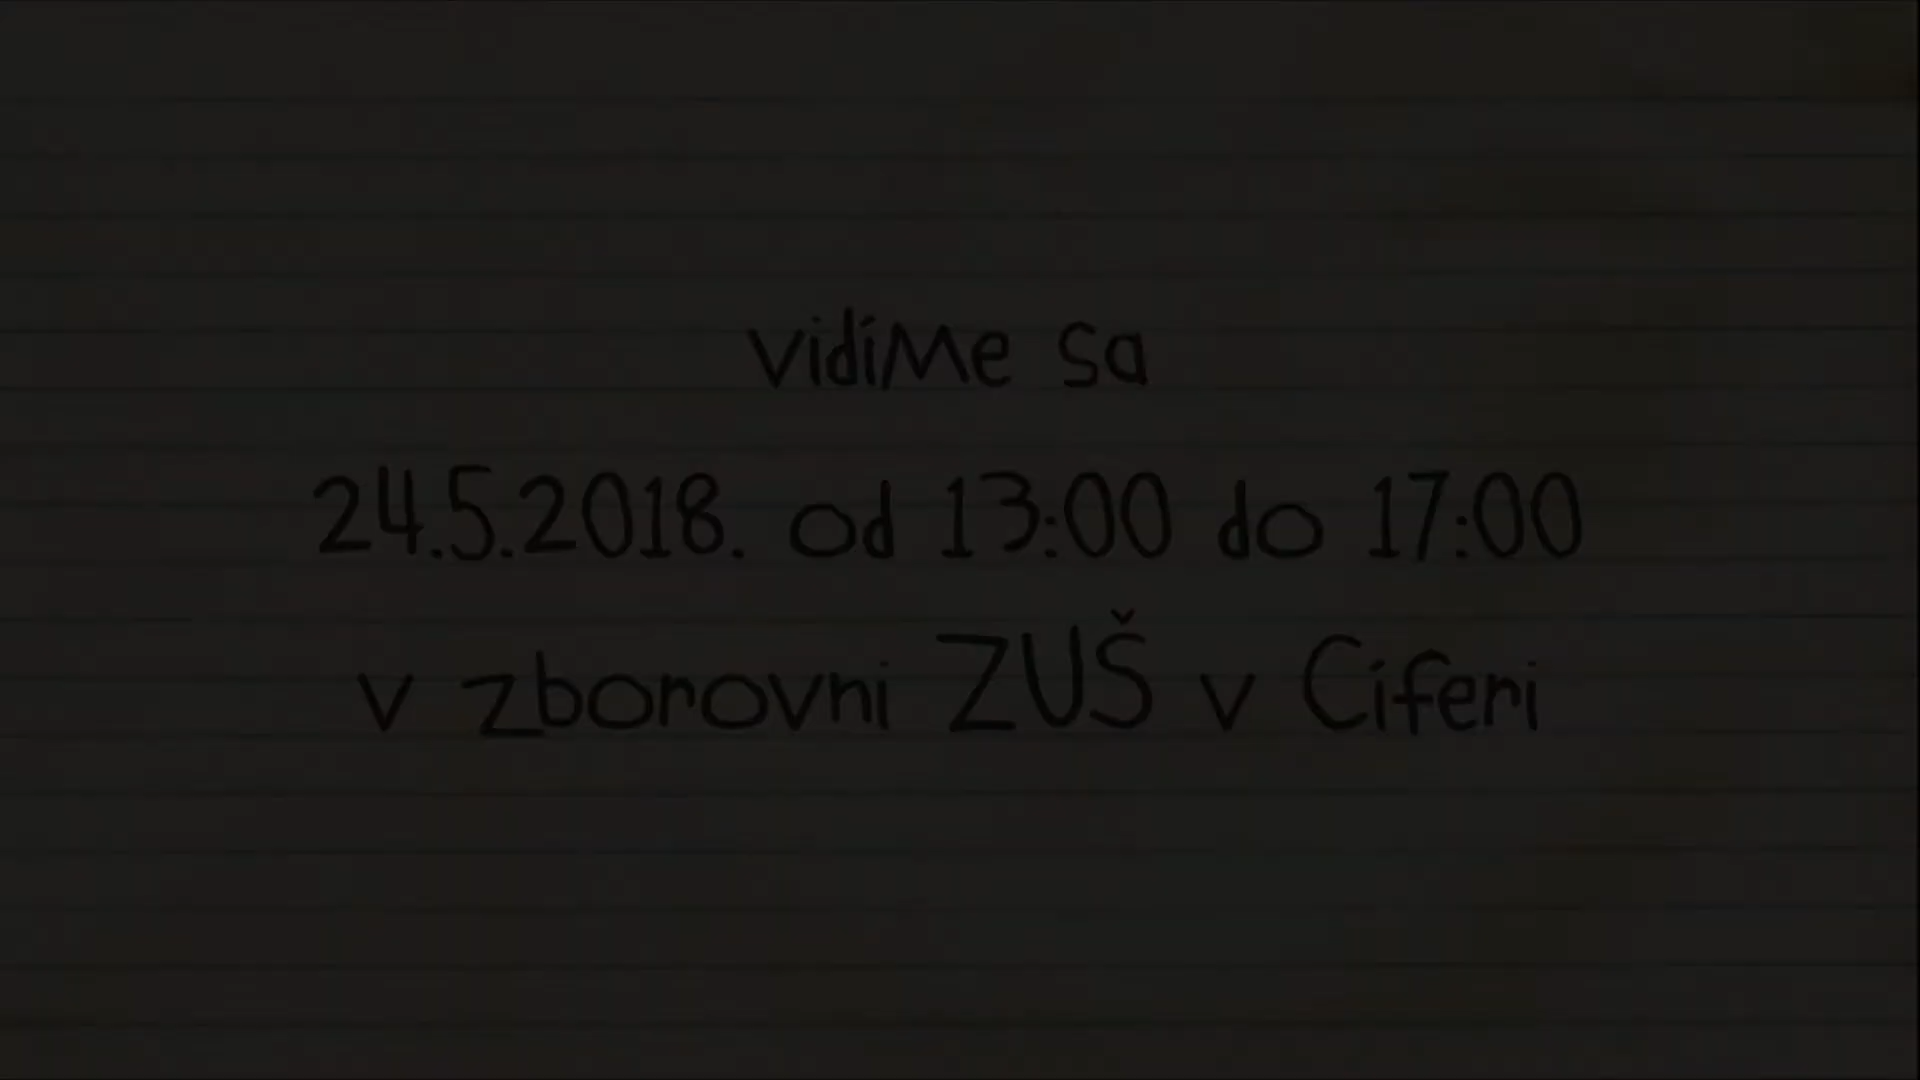 vidíme sa
24.5.2018. od 13:00 do 17:00
v zborovni ZUŠ v Cíferi